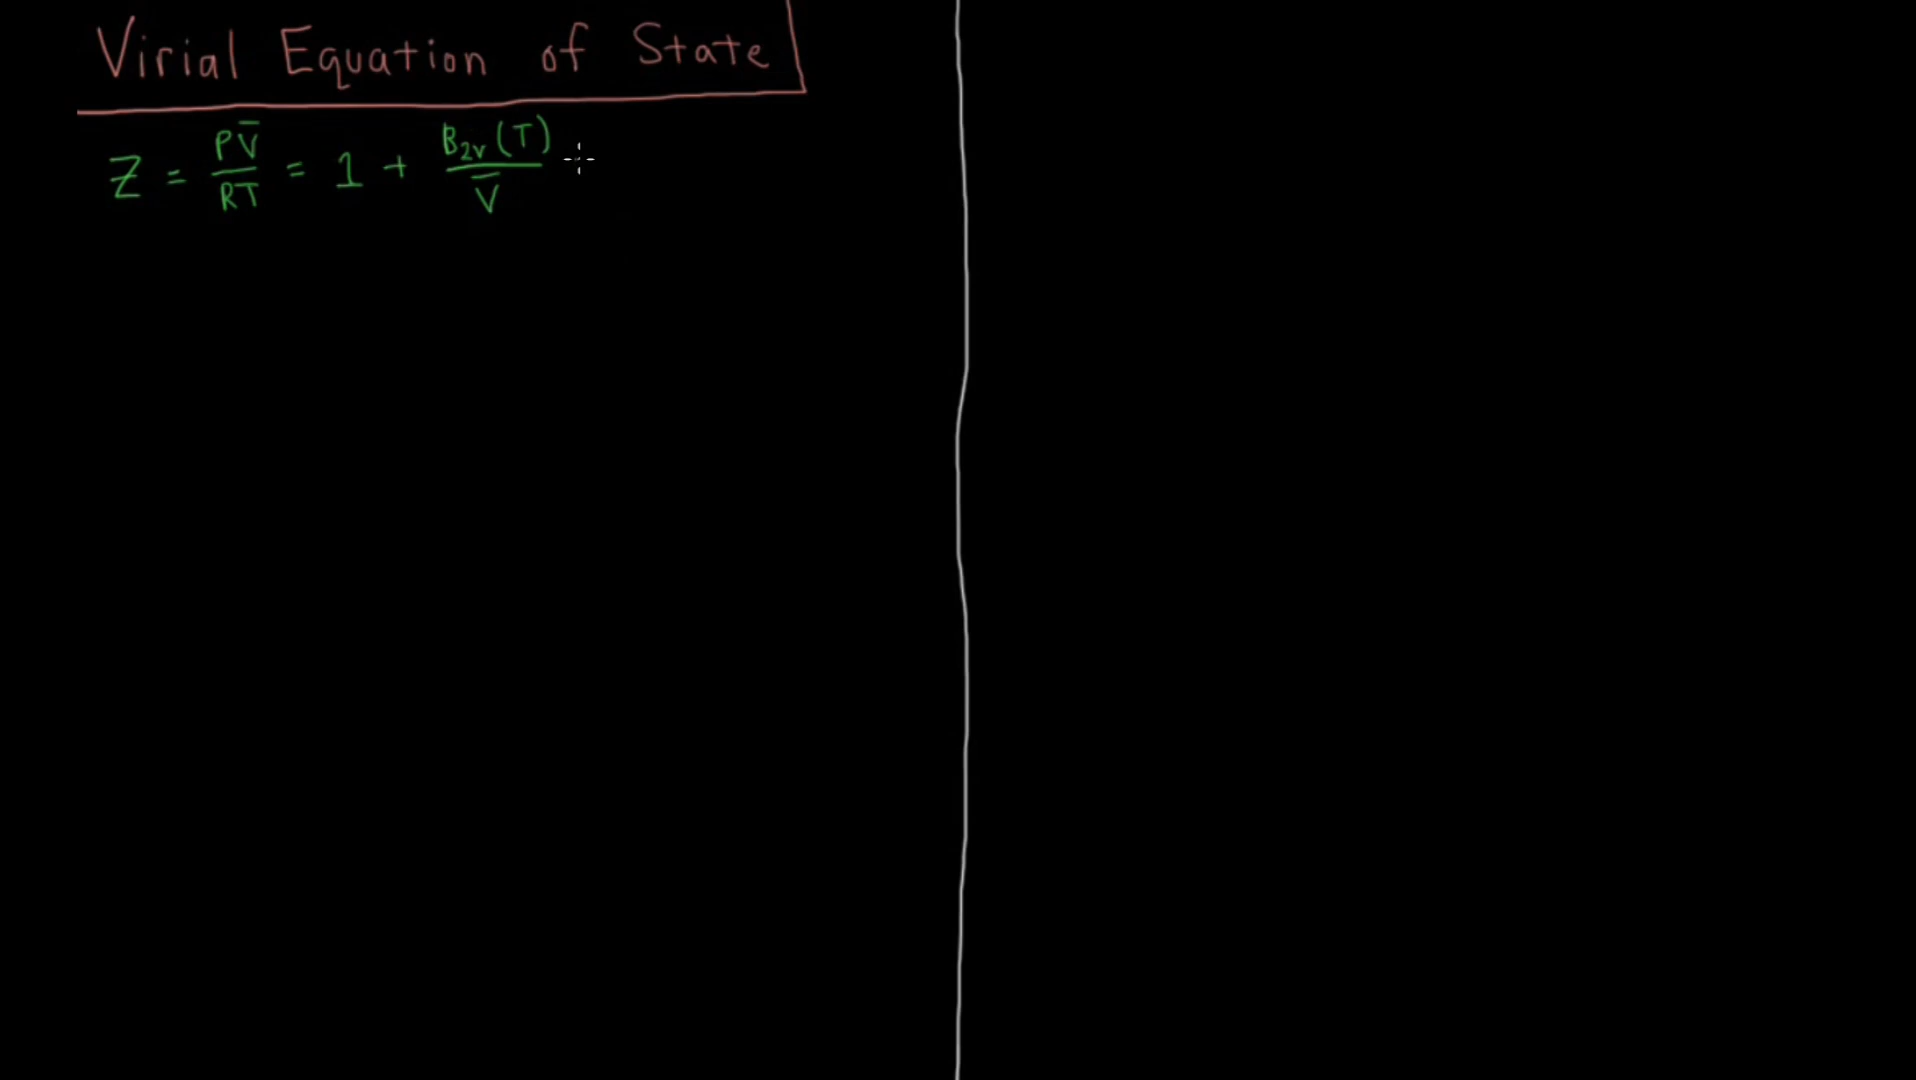 Virial Equation of State
Z = PV̄/RT = 1 + B₂ᵥ(T)/V̄